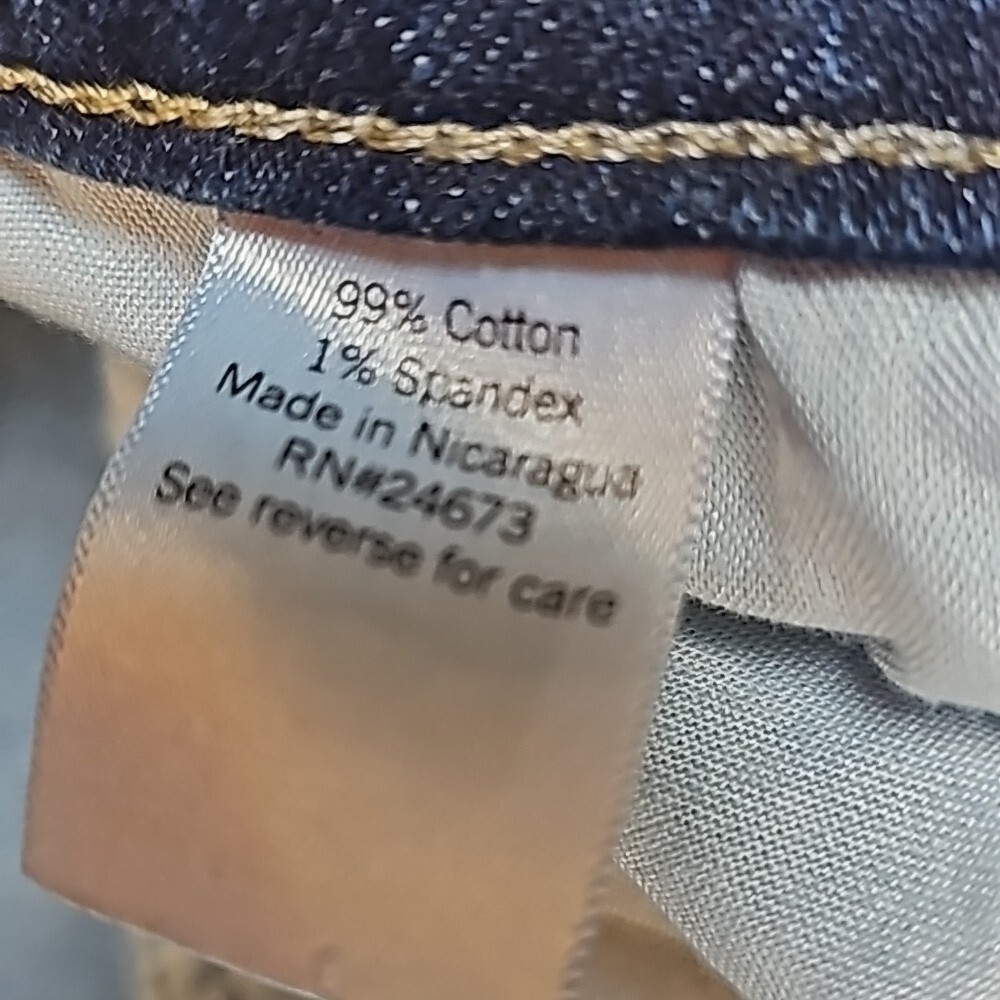 99% Cotton
1% Spandex
Made in Nicaragua
RN#24673
See reverse for care